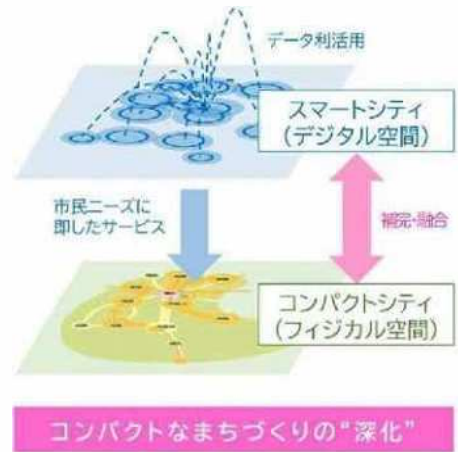 データ利活用
スマートシティ
(デジタル空間)
市民ニーズに
即したサービス
補完・融合
コンパクトシティ
(フィジカル空間)
コンパクトなまちづくりの“深化”